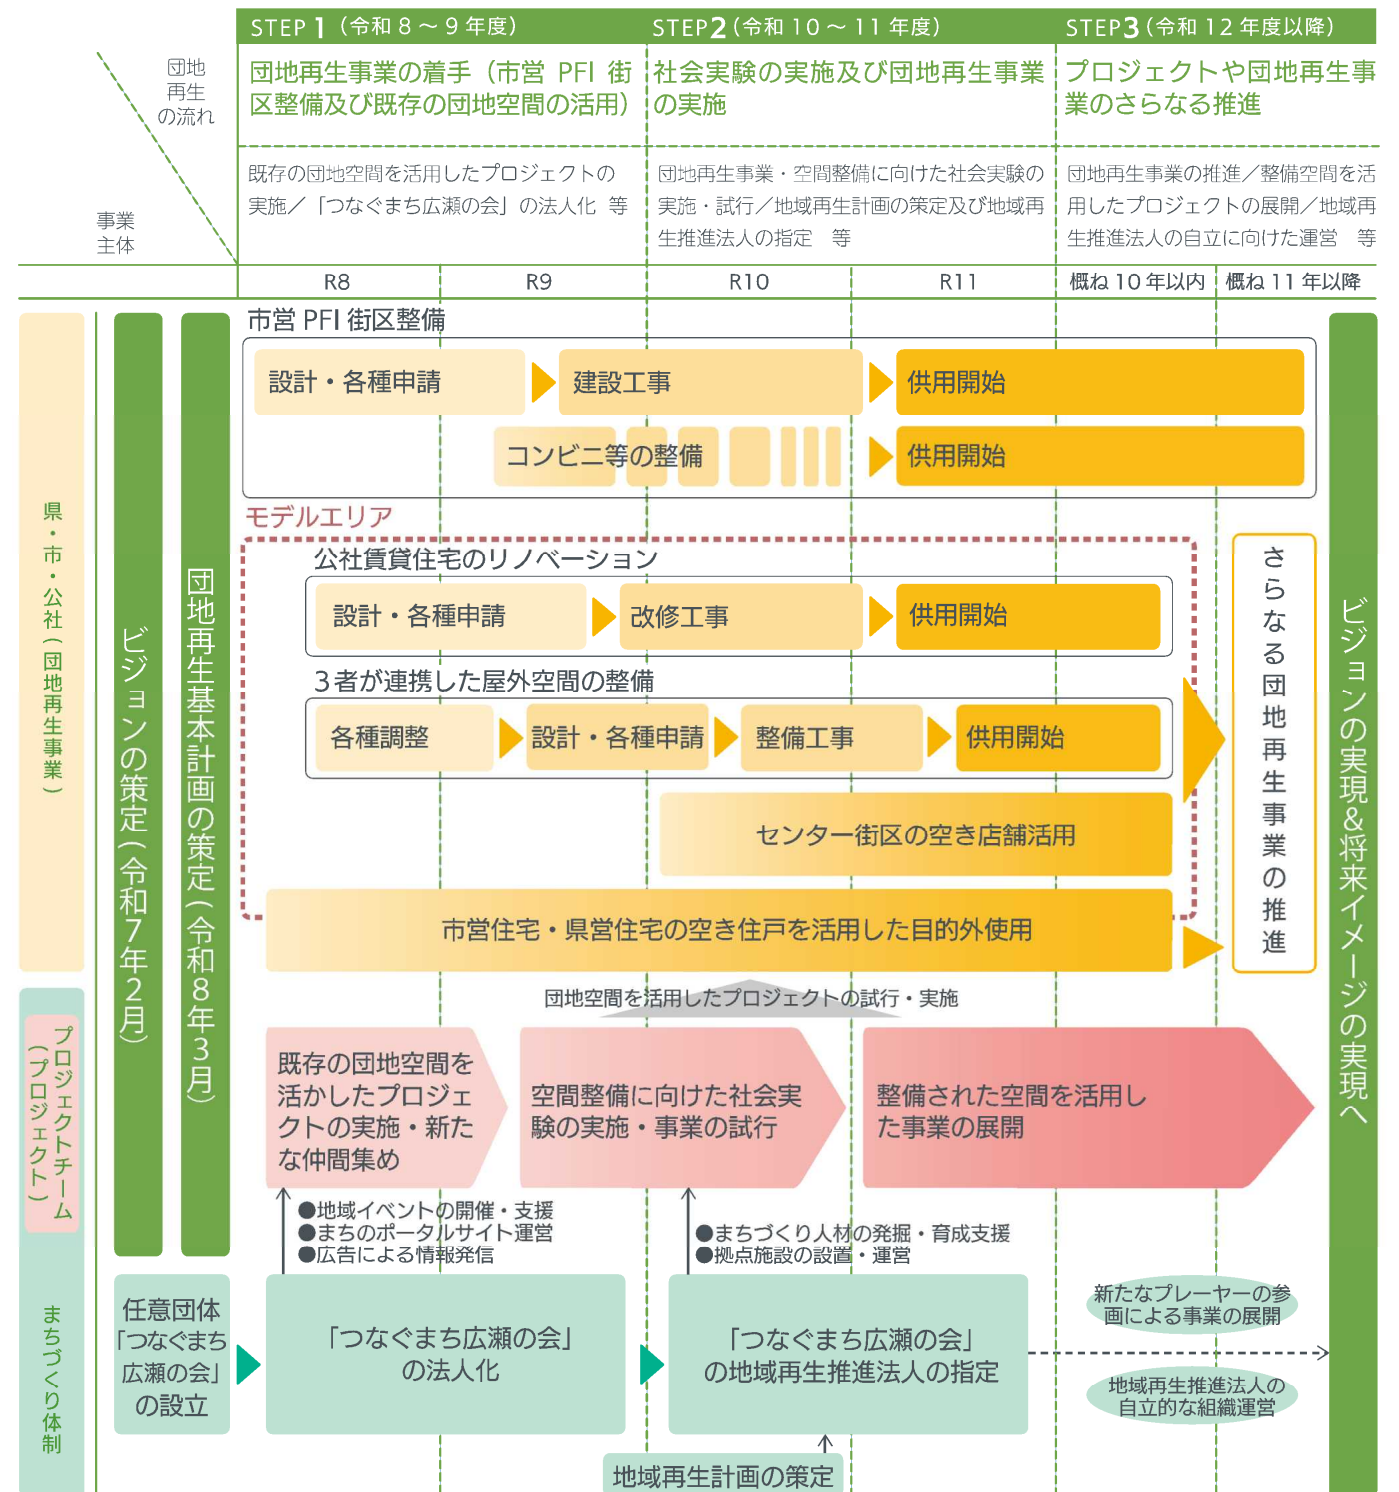 STEP 1(令和8～9年度)
STEP2(令和10～11年度)
STEP3(令和12年度以降)
団地
再生
の流れ
事業
主体
団地再生事業の着手（市営 PFI 街
区整備及び既存の団地空間の活用）
社会実験の実施及び団地再生事業
の実施
プロジェクトや団地再生事
業のさらなる推進
既存の団地空間を活用したプロジェクトの
実施／「つなぐまち広瀬の会」の法人化 等
団地再生事業・空間整備に向けた社会実験の
実施・試行／地域再生計画の策定及び地域再
生推進法人の指定　等
団地再生事業の推進／整備空間を活
用したプロジェクトの展開／地域再
生推進法人の自立に向けた運営　等
R8
R9
R10
R11
概ね 10 年以内
概ね 11 年以降
県・市・公社(団地再生事業)
ビジョンの策定(令和7年2月)
団地再生基本計画の策定(令和8年3月)
市営 PFI 街区整備
設計・各種申請
建設工事
供用開始
コンビニ等の整備
供用開始
モデルエリア
公社賃貸住宅のリノベーション
設計・各種申請
改修工事
供用開始
3者が連携した屋外空間の整備
各種調整
設計・各種申請
整備工事
供用開始
センター街区の空き店舗活用
市営住宅・県営住宅の空き住戸を活用した目的外使用
さらなる団地再生事業の推進
ビジョンの実現&将来イメージの実現へ
団地空間を活用したプロジェクトの試行・実施
プロジェクトチーム
(プロジェクト)
既存の団地空間を
活かしたプロジェ
クトの実施・新た
な仲間集め
空間整備に向けた社会実
験の実施・事業の試行
整備された空間を活用し
た事業の展開
●地域イベントの開催・支援
●まちのポータルサイト運営
●広告による情報発信
●まちづくり人材の発掘・育成支援
●拠点施設の設置・運営
まちづくり体制
任意団体
「つなぐまち
広瀬の会」
の設立
「つなぐまち広瀬の会」
の法人化
「つなぐまち広瀬の会」
の地域再生推進法人の指定
新たなプレーヤーの参
画による事業の展開
地域再生推進法人の
自立的な組織運営
地域再生計画の策定